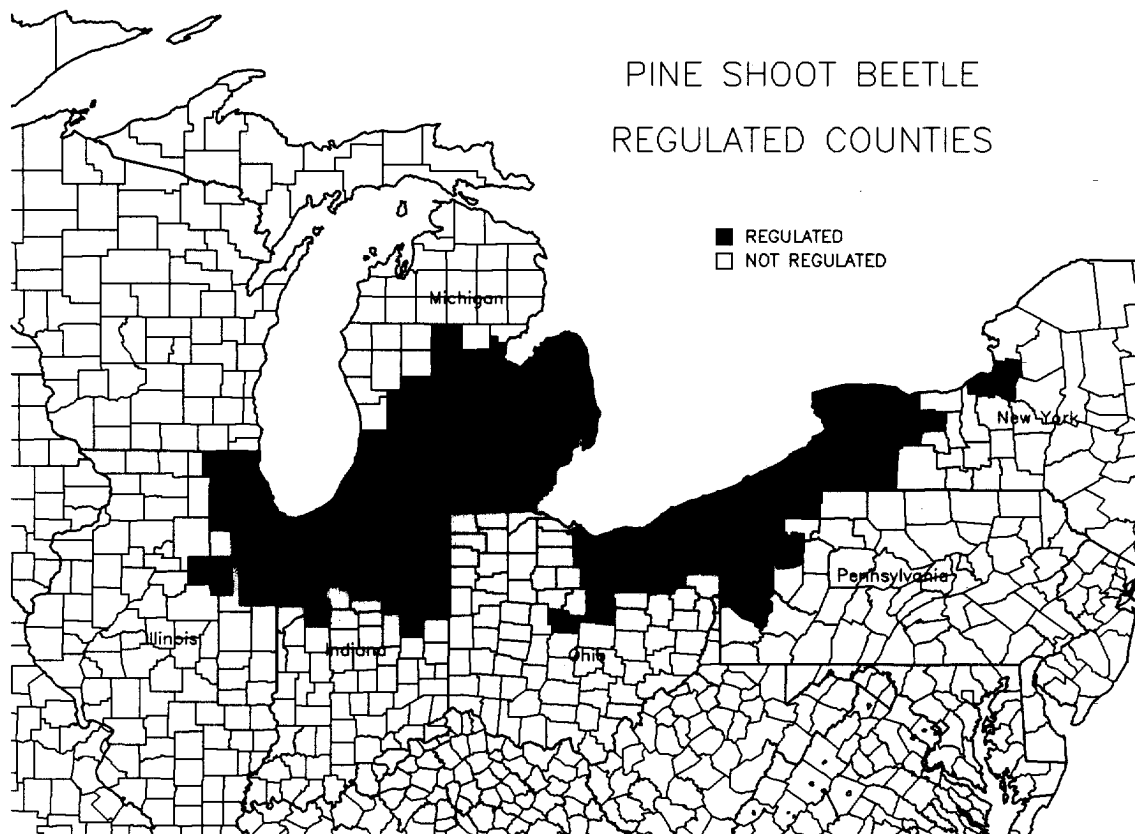 PINE SHOOT BEETLE
REGULATED COUNTIES
REGULATED
NOT REGULATED
Michigan
New York
Pennsylvania
Illinois
Indiana
Ohio